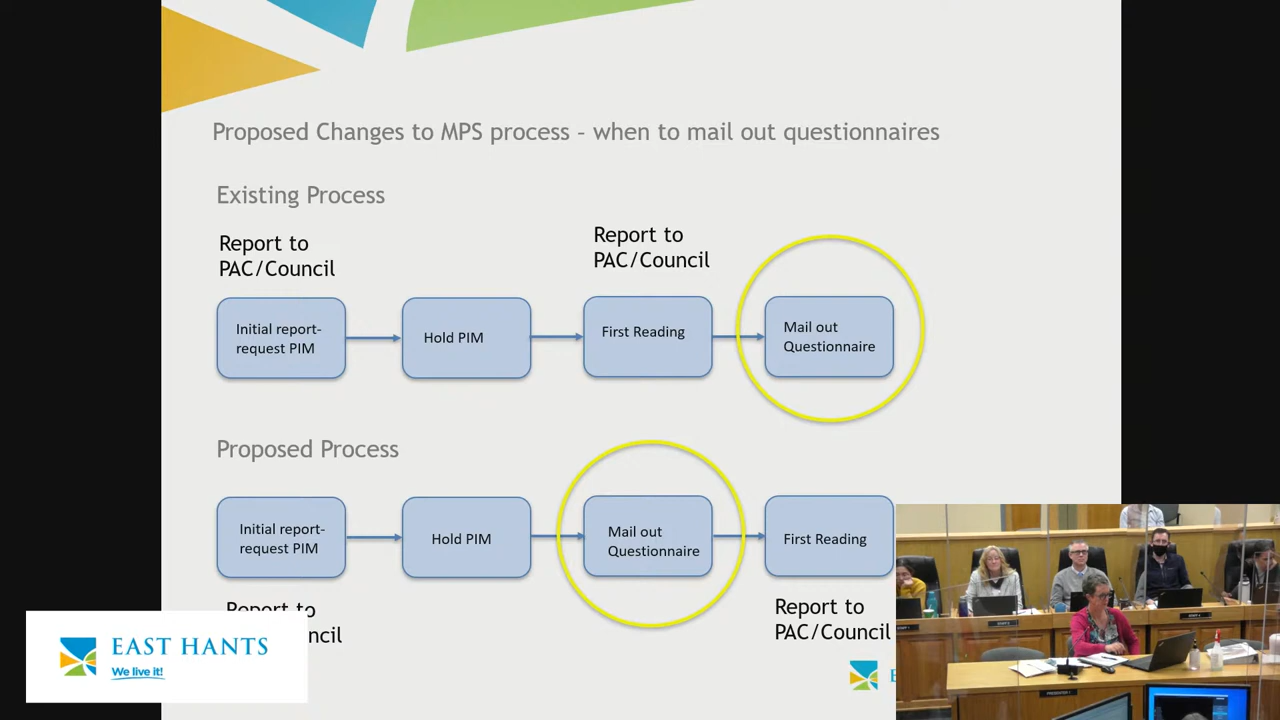 Proposed Changes to MPS process – when to mail out questionnaires
Existing Process
Report to
PAC/Council
Report to
PAC/Council
Initial report-
request PIM
Hold PIM
First Reading
Mail out
Questionnaire
Proposed Process
Initial report-
request PIM
Hold PIM
Mail out
Questionnaire
First Reading
Report to
ncil
Report to
PAC/Council
EAST HANTS
We live it!
E